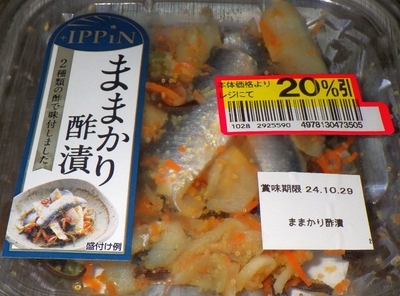 +IPPiN
ままかり
酢漬
2種類の酢で味付しました。
盛付け例
本体価格より
レジにて
20%引
1028 2925590 4978130473505
賞味期限 24.10.29
ままかり酢漬